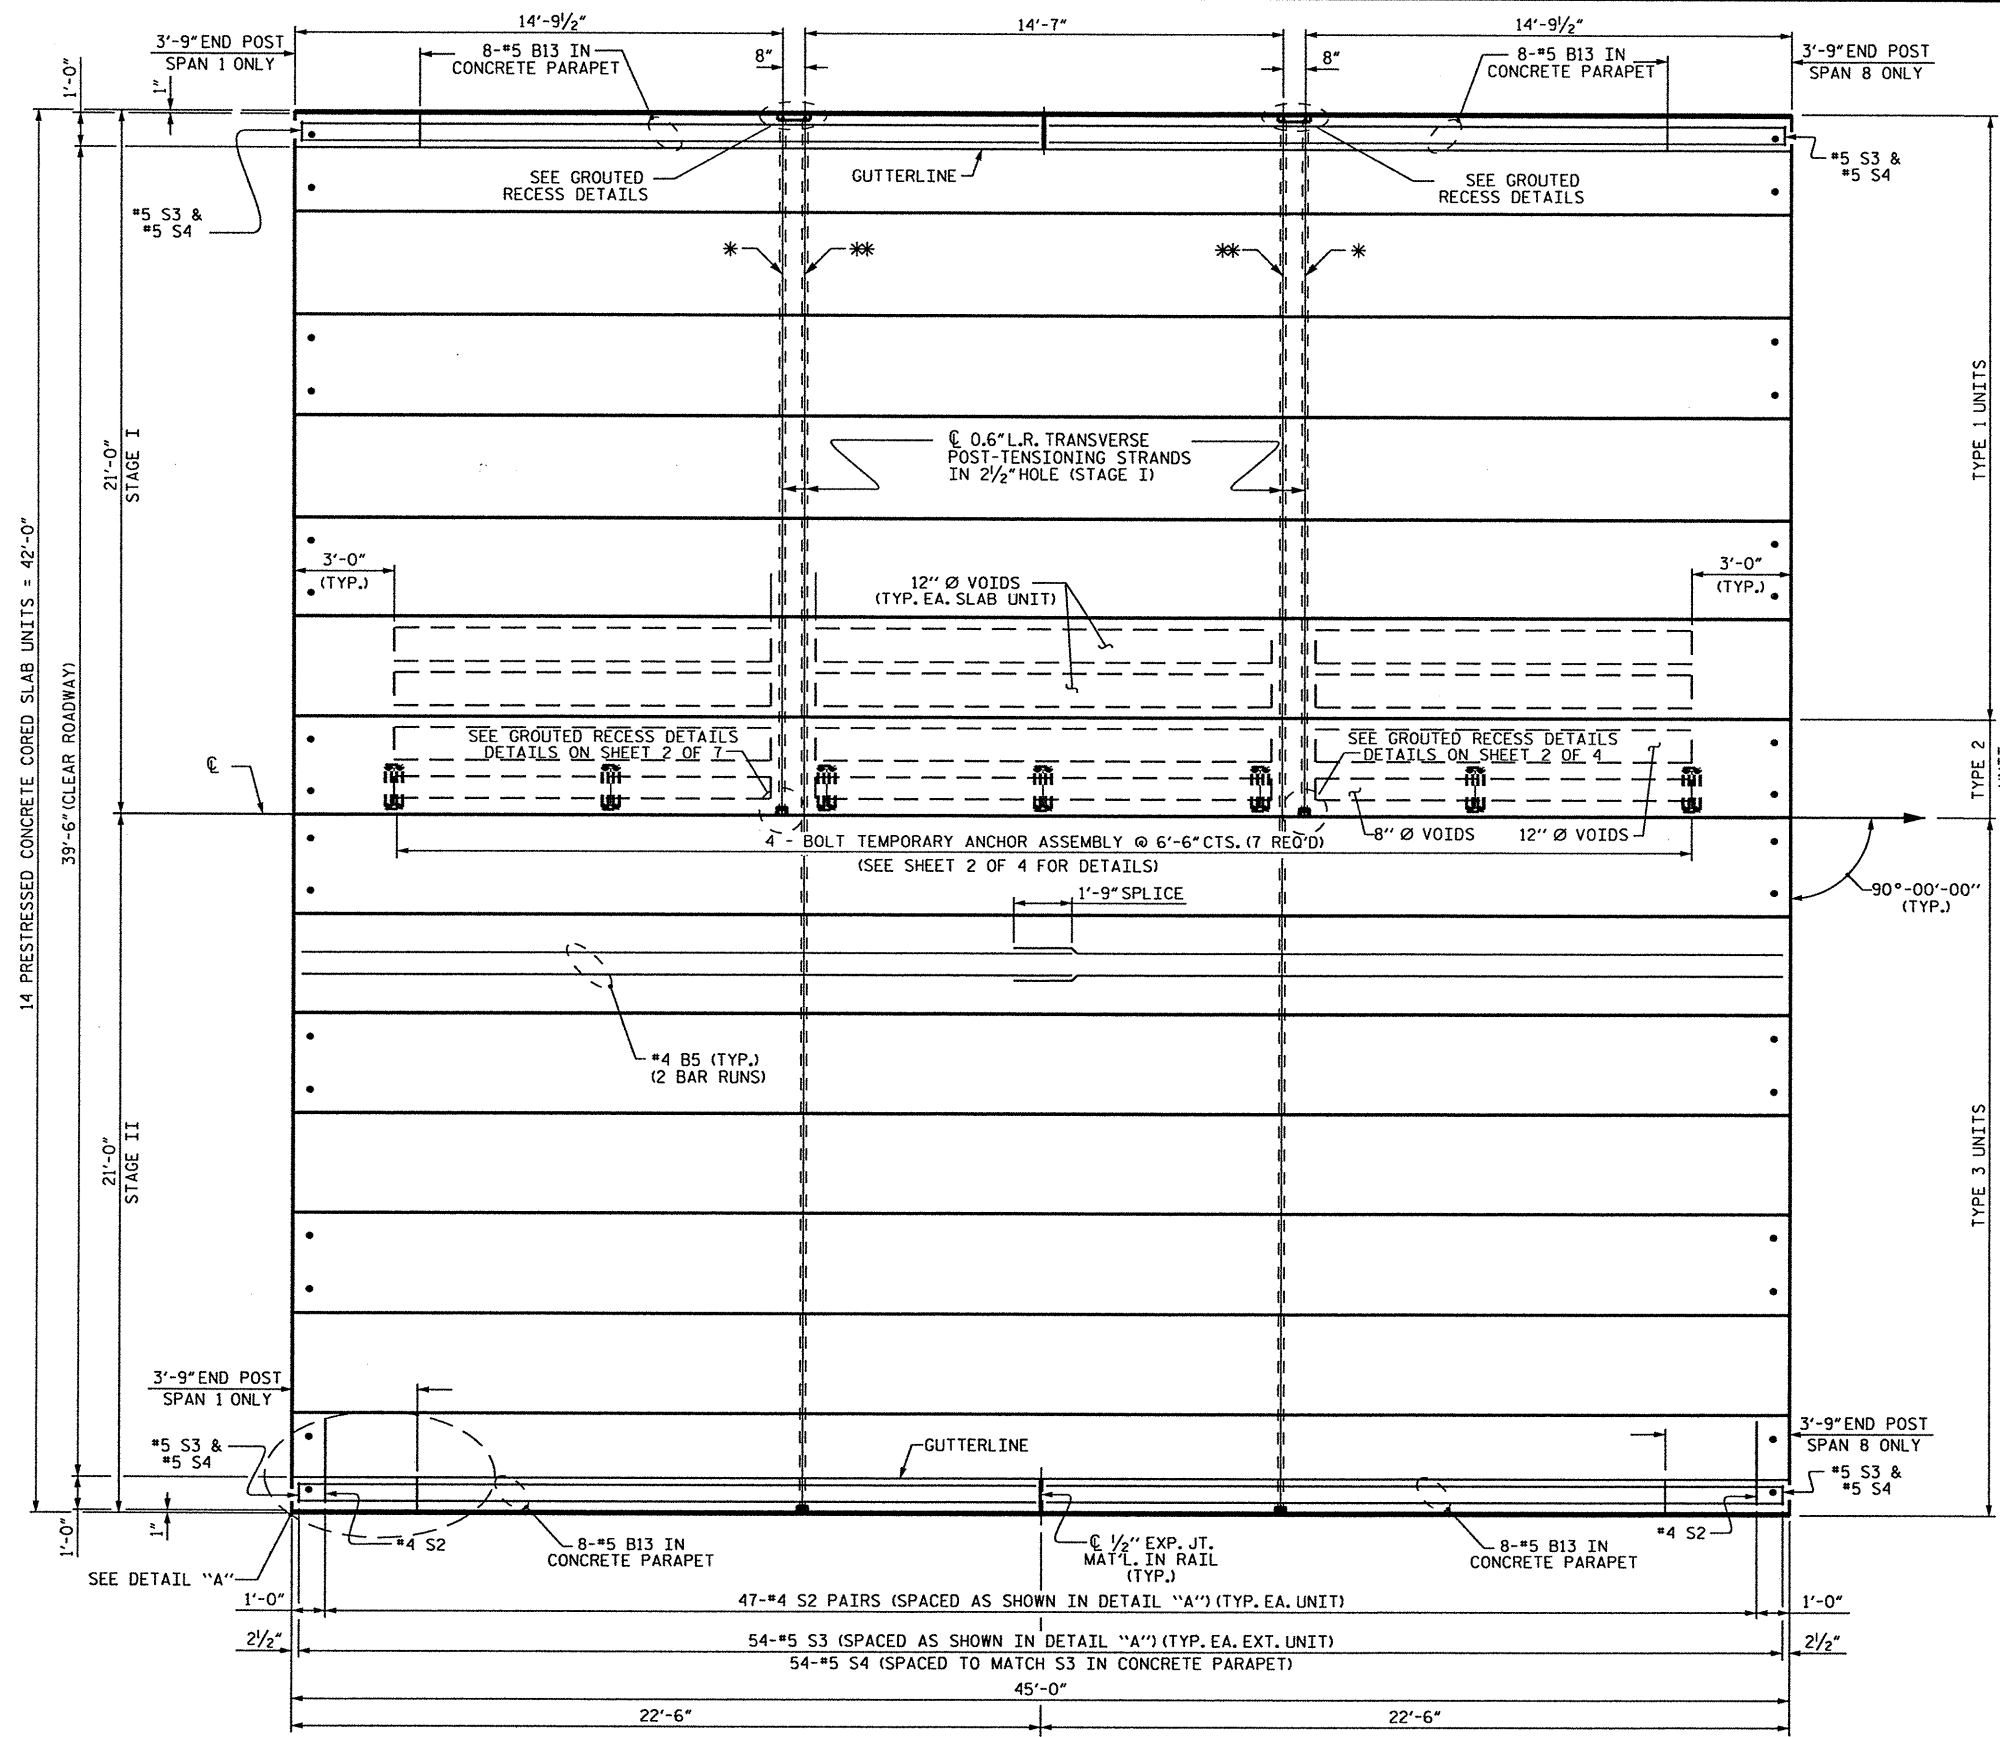 14'-9½"
14'-7"
14'-9½"
3'-9" END POST
SPAN 1 ONLY
8-#5 B13 IN
CONCRETE PARAPET
8"
8"
8-#5 B13 IN
CONCRETE PARAPET
3'-9" END POST
SPAN 8 ONLY
1'-0"
1"
SEE GROUTED
RECESS DETAILS
GUTTERLINE
SEE GROUTED
RECESS DETAILS
#5 S3 &
#5 S4
#5 S3 &
#5 S4
*
**
**
*
14 PRESTRESSED CONCRETE CORED SLAB UNITS = 42'-0"
39'-6" (CLEAR ROADWAY)
21'-0"
STAGE I
TYPE 1 UNITS
℄ 0.6" L.R. TRANSVERSE
POST-TENSIONING STRANDS
IN 2½" HOLE (STAGE I)
3'-0"
(TYP.)
3'-0"
(TYP.)
12" Ø VOIDS
(TYP. EA. SLAB UNIT)
SEE GROUTED RECESS DETAILS
DETAILS ON SHEET 2 OF 7
SEE GROUTED RECESS DETAILS
DETAILS ON SHEET 2 OF 4
TYPE 2
℄
8" Ø VOIDS
12" Ø VOIDS
4 - BOLT TEMPORARY ANCHOR ASSEMBLY @ 6'-6" CTS. (7 REQ'D)
(SEE SHEET 2 OF 4 FOR DETAILS)
90°-00'-00"
(TYP.)
1'-9" SPLICE
#4 B5 (TYP.)
(2 BAR RUNS)
21'-0"
STAGE II
TYPE 3 UNITS
3'-9" END POST
SPAN 1 ONLY
#5 S3 &
#5 S4
GUTTERLINE
3'-9" END POST
SPAN 8 ONLY
#5 S3 &
#5 S4
1'-0"
1"
#4 S2
8-#5 B13 IN
CONCRETE PARAPET
℄ ½" EXP. JT.
MAT'L. IN RAIL
(TYP.)
8-#5 B13 IN
CONCRETE PARAPET
#4 S2
SEE DETAIL "A"
1'-0"
47-#4 S2 PAIRS (SPACED AS SHOWN IN DETAIL "A") (TYP. EA. UNIT)
1'-0"
2½"
54-#5 S3 (SPACED AS SHOWN IN DETAIL "A") (TYP. EA. EXT. UNIT)
54-#5 S4 (SPACED TO MATCH S3 IN CONCRETE PARAPET)
2½"
45'-0"
22'-6"
22'-6"